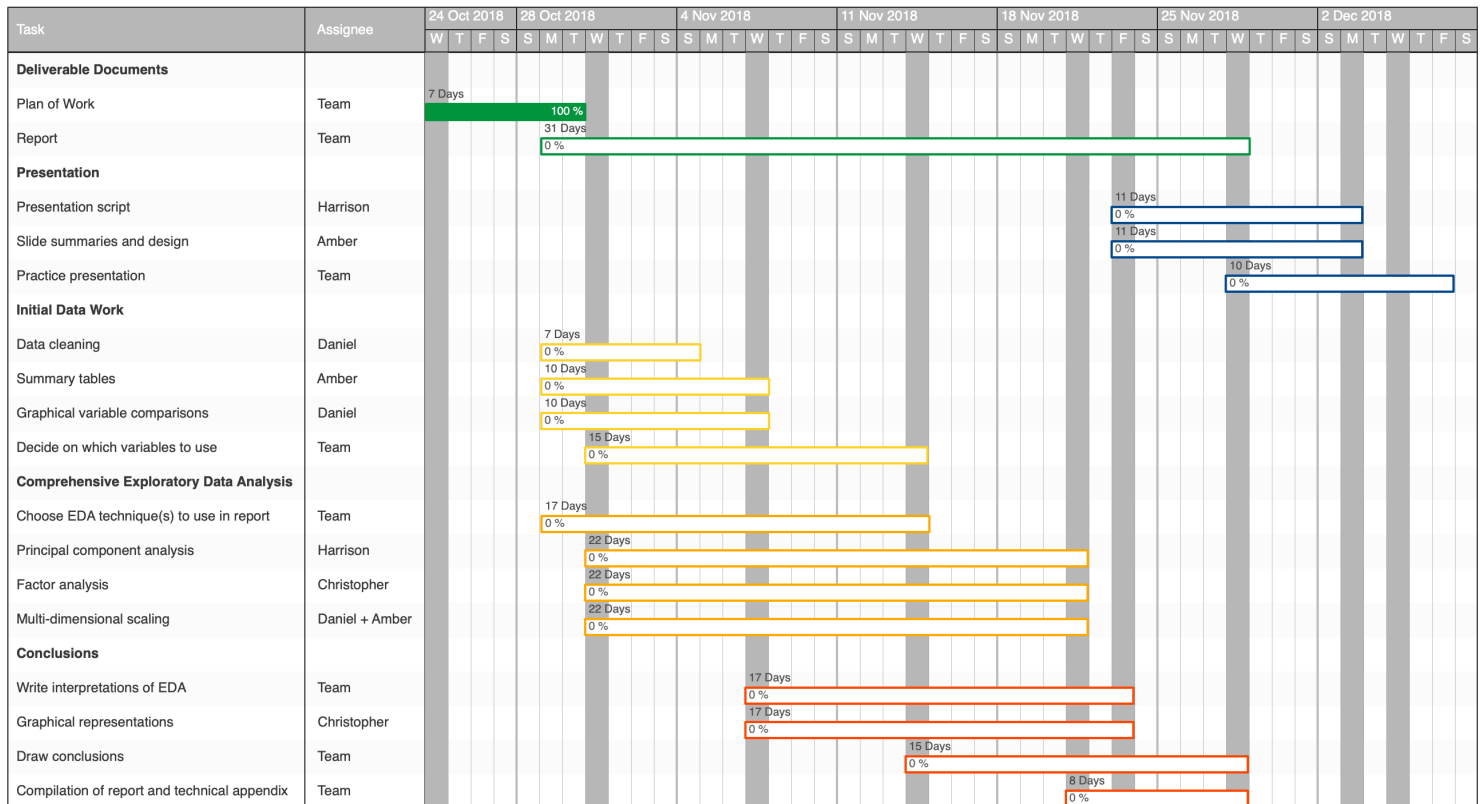 Task Assignee 24 Oct 2018 28 Oct 2018 4 Nov 2018 11 Nov 2018 18 Nov 2018 25 Nov 2018 2 Dec 2018
W T F S S M T W T F S S M T W T F S S M T W T F S S M T W T F S S M T W T F S S M T W T F S
Deliverable Documents
Plan of Work Team 7 Days 100 %
Report Team 31 Days 0 %
Presentation
Presentation script Harrison 11 Days 0 %
Slide summaries and design Amber 11 Days 0 %
Practice presentation Team 10 Days 0 %
Initial Data Work
Data cleaning Daniel 7 Days 0 %
Summary tables Amber 10 Days 0 %
Graphical variable comparisons Daniel 10 Days 0 %
Decide on which variables to use Team 15 Days 0 %
Comprehensive Exploratory Data Analysis
Choose EDA technique(s) to use in report Team 17 Days 0 %
Principal component analysis Harrison 22 Days 0 %
Factor analysis Christopher 22 Days 0 %
Multi-dimensional scaling Daniel + Amber 22 Days 0 %
Conclusions
Write interpretations of EDA Team 17 Days 0 %
Graphical representations Christopher 17 Days 0 %
Draw conclusions Team 15 Days 0 %
Compilation of report and technical appendix Team 8 Days 0 %